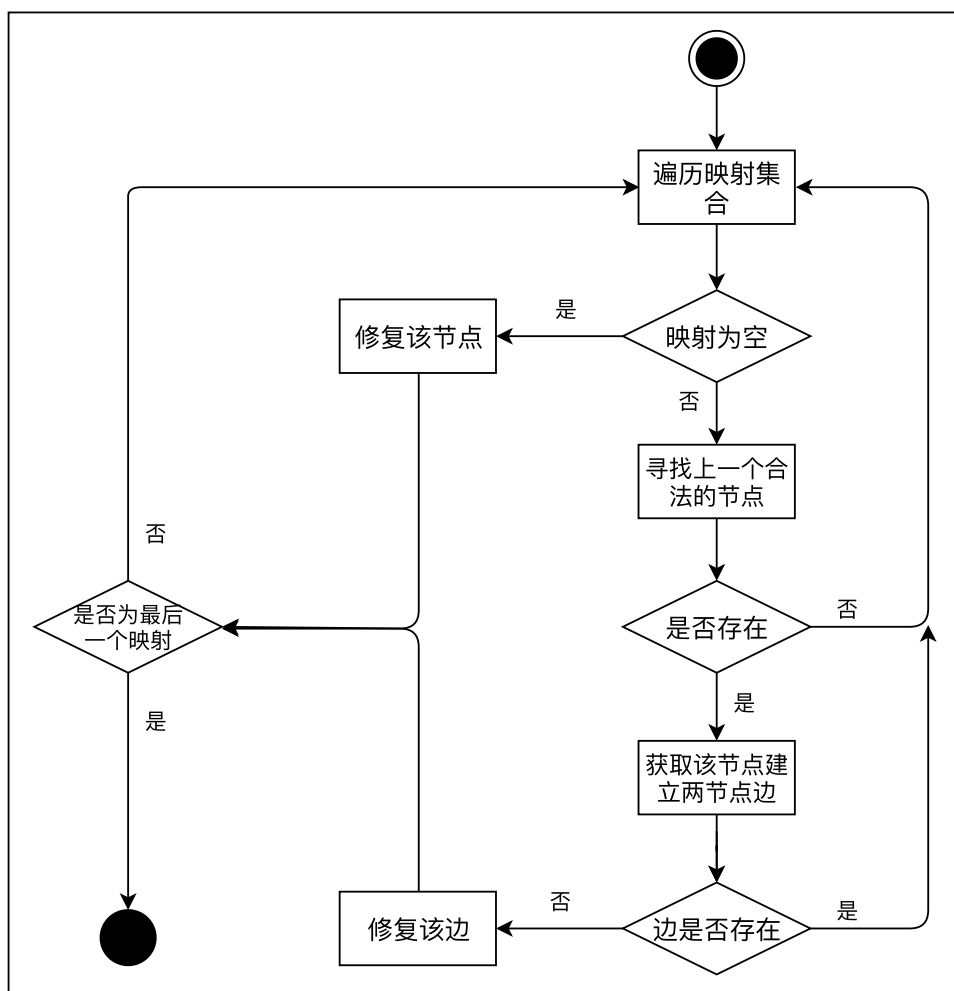 遍历映射集
合
是
修复该节点
映射为空
否
寻找上一个合
法的节点
否
是否为最后
一个映射
是否存在
否
是
是
获取该节点建
立两节点边
否
是
修复该边
边是否存在